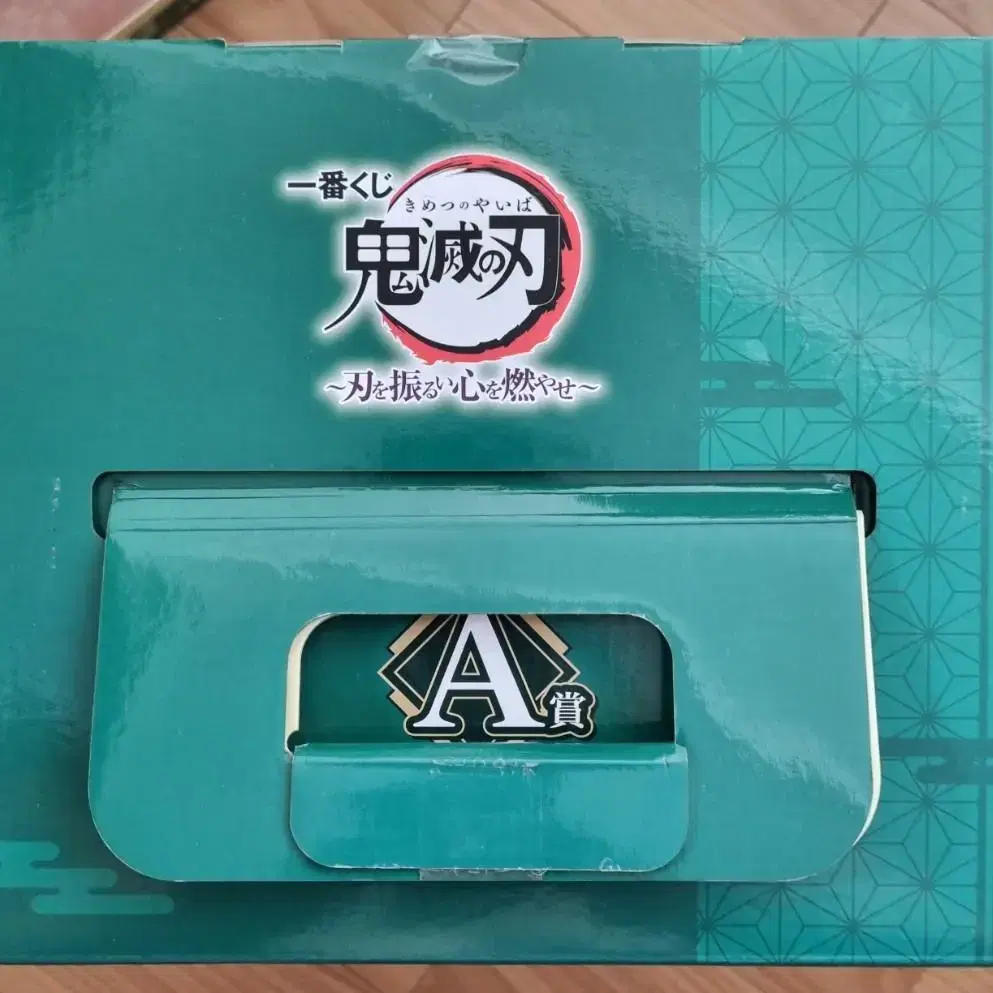 一番くじ
きめつのやいば
鬼滅の刃
～刃を振るい心を燃やせ～
A賞